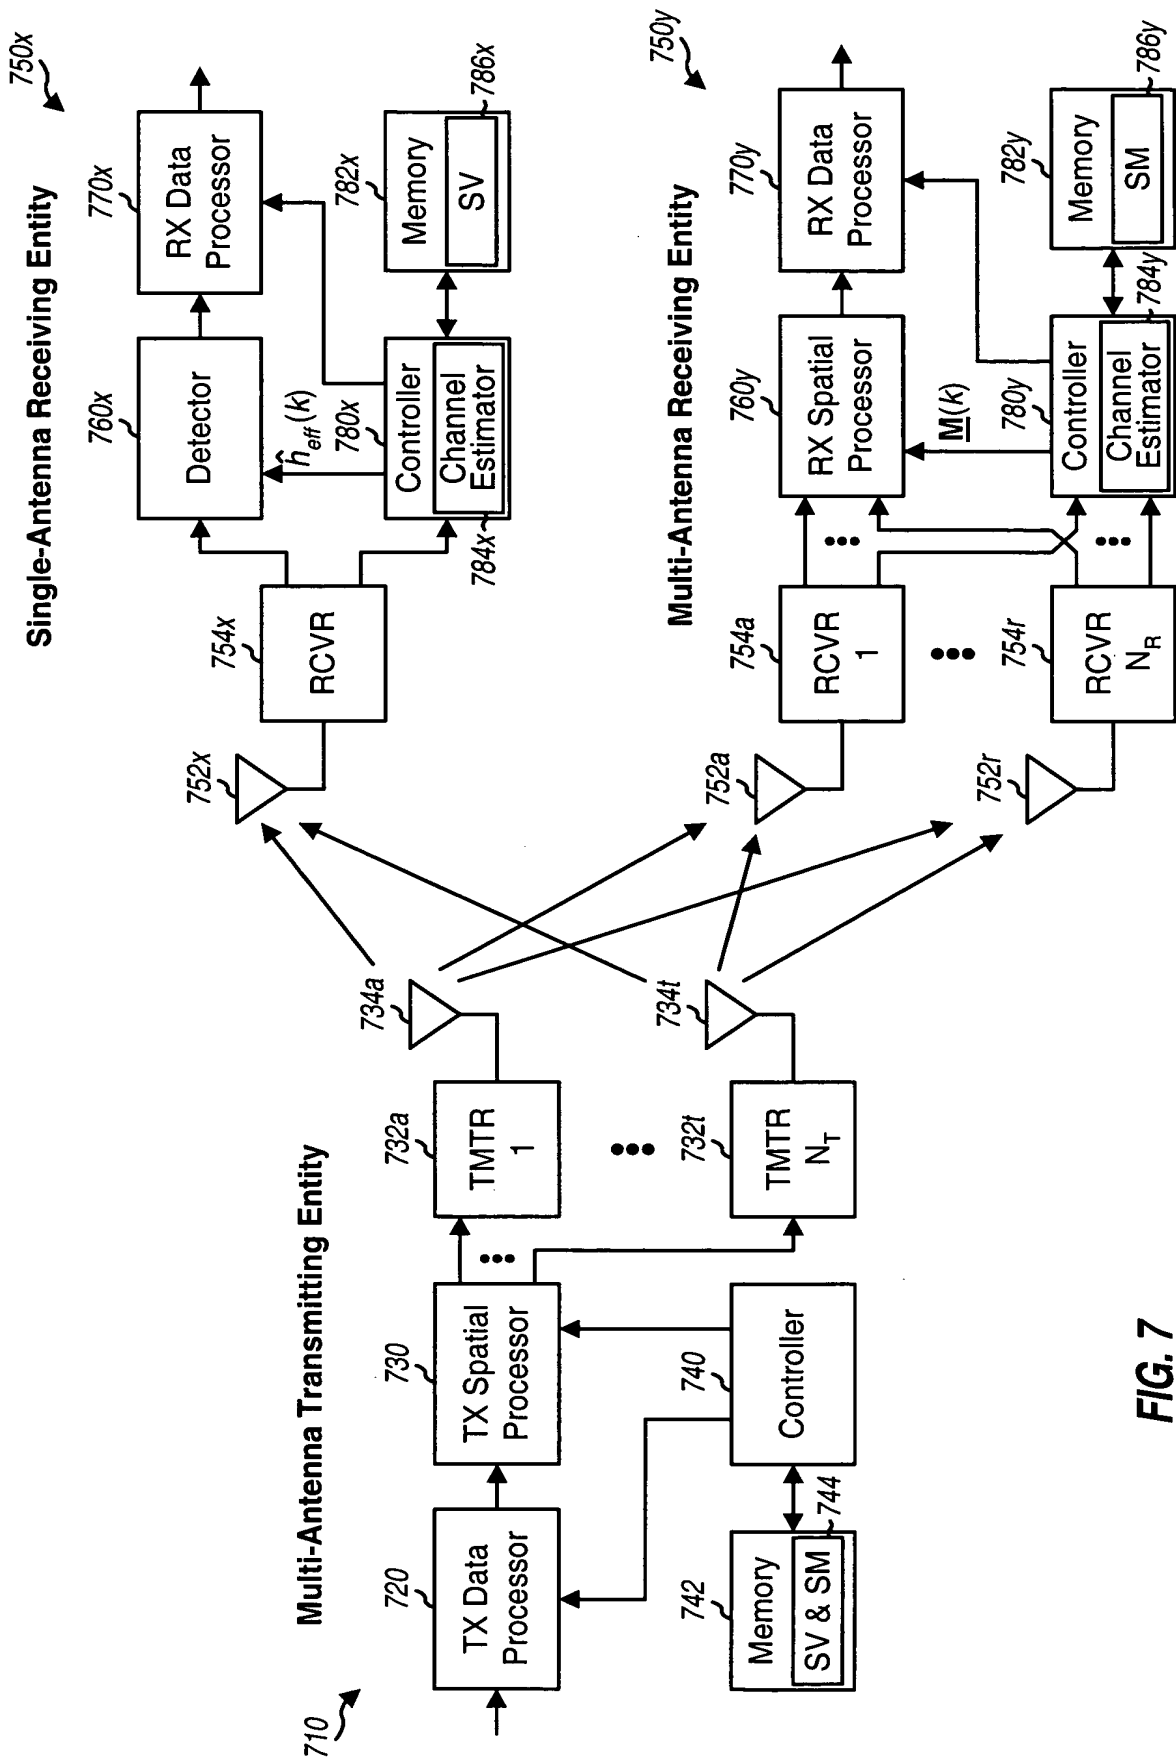 710
Multi-Antenna Transmitting Entity
720
TX Data
Processor
730
TX Spatial
Processor
732a
TMTR
1
734a
732t
TMTR
N_T
734t
742
Memory
SV & SM
744
740
Controller
Single-Antenna Receiving Entity
750x
752x
754x
RCVR
760x
Detector
770x
RX Data
Processor
ĥ_eff(k)
780x
Controller
Channel
Estimator
784x
782x
Memory
SV
786x
Multi-Antenna Receiving Entity
750y
752a
754a
RCVR
1
752r
754r
RCVR
N_R
760y
RX Spatial
Processor
770y
RX Data
Processor
M(k)
780y
Controller
Channel
Estimator
784y
782y
Memory
SM
786y
FIG. 7